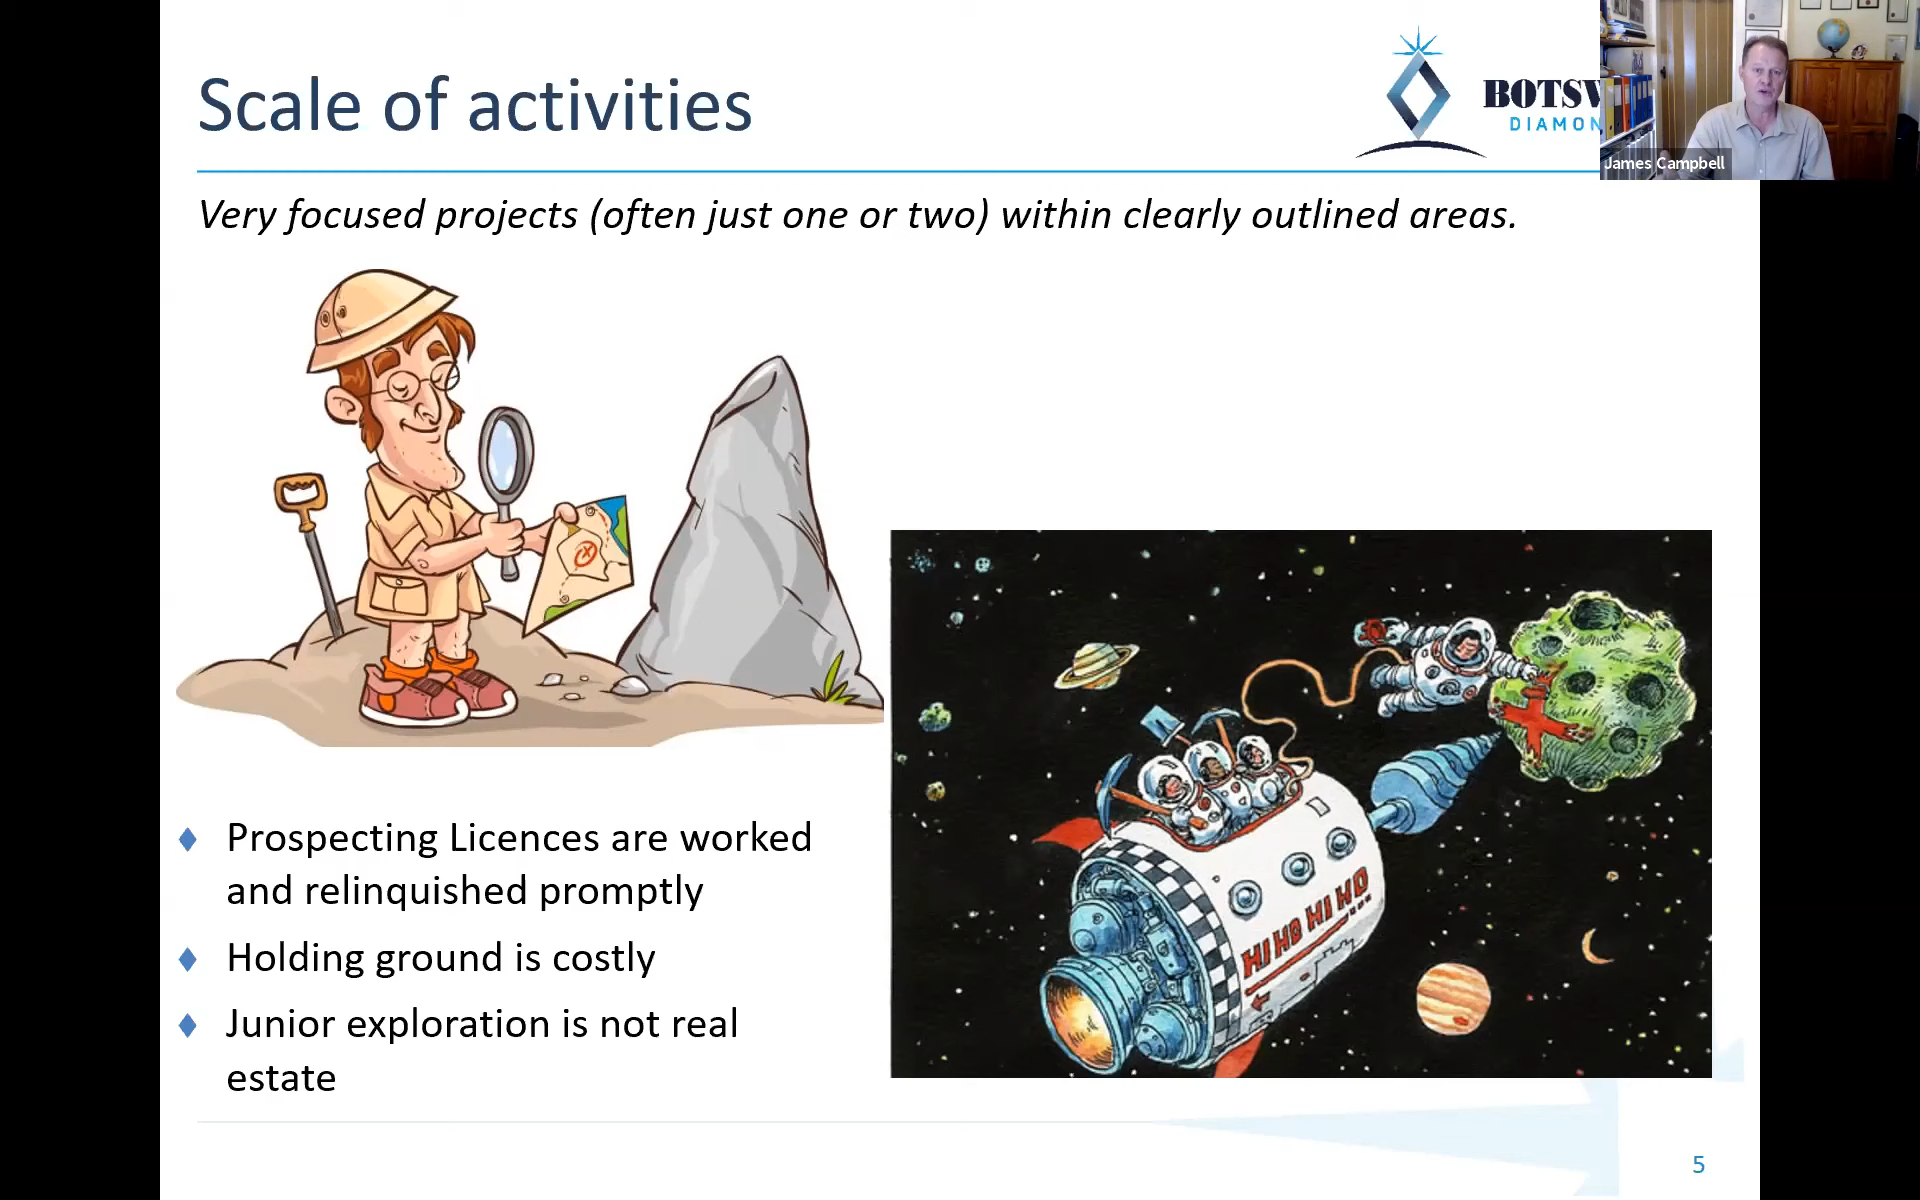 Scale of activities
BOTSW
DIAMON
James Campbell
Very focused projects (often just one or two) within clearly outlined areas.
HI HO HI HO
Prospecting Licences are worked
and relinquished promptly
Holding ground is costly
Junior exploration is not real
estate
5